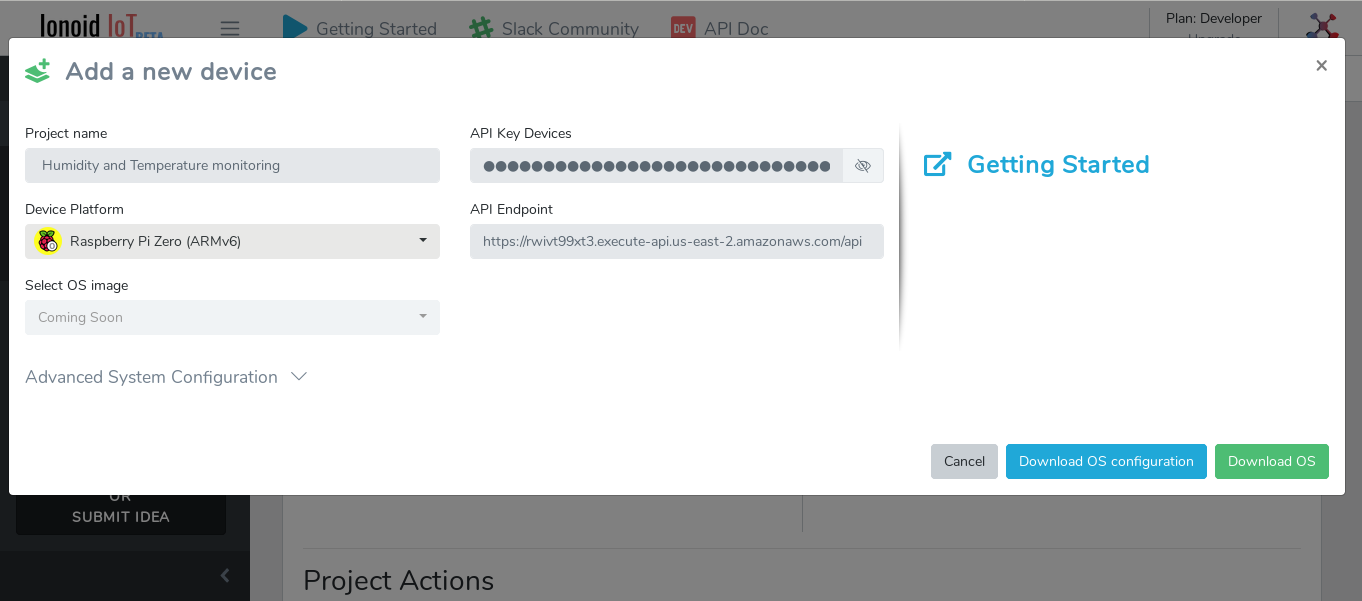 Ionoid IoT BETA
Getting Started
Slack Community
DEV API Doc
Plan: Developer
Upgrade
Add a new device
×
Project name
Humidity and Temperature monitoring
API Key Devices
Getting Started
Device Platform
Raspberry Pi Zero (ARMv6)
API Endpoint
https://rwivt99xt3.execute-api.us-east-2.amazonaws.com/api
Select OS image
Coming Soon
Advanced System Configuration
Cancel
Download OS configuration
Download OS
OR
SUBMIT IDEA
Project Actions